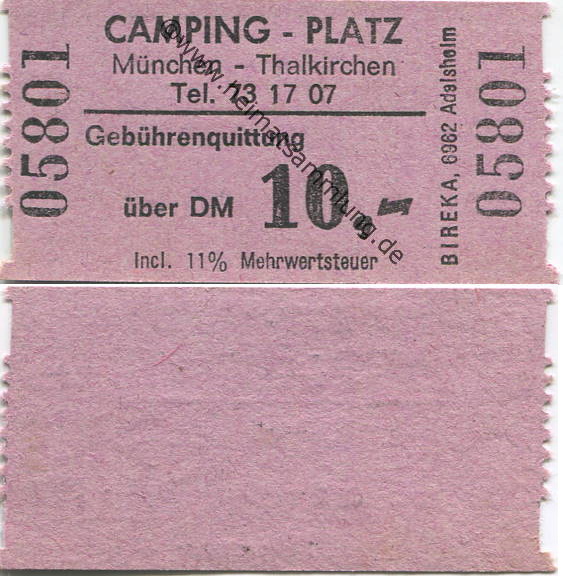 05801
CAMPING - PLATZ
München - Thalkirchen
Tel. 73 17 07
Gebührenquittung
über DM 10,-
Incl. 11% Mehrwertsteuer
BIREKA, 6962 Adelsheim
05801
©www.heimatsammlung.de